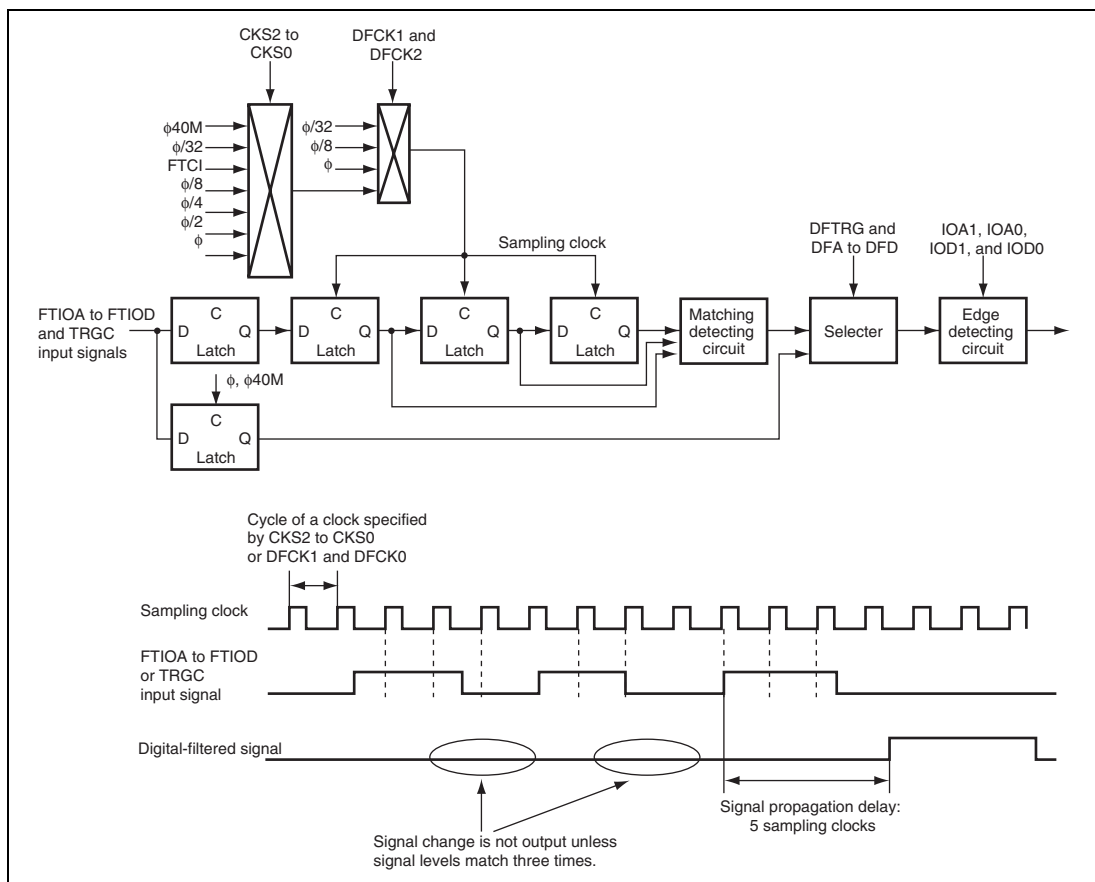 CKS2 to
CKS0
DFCK1 and
DFCK2
ϕ40M
ϕ/32
FTCI
ϕ/8
ϕ/4
ϕ/2
ϕ
ϕ/32
ϕ/8
ϕ
Sampling clock
DFTRG and
DFA to DFD
IOA1, IOA0,
IOD1, and IOD0
FTIOA to FTIOD
and TRGC
input signals
C
D Q
Latch
C
D Q
Latch
C
D Q
Latch
C
D Q
Latch
Matching
detecting
circuit
Selecter
Edge
detecting
circuit
ϕ, ϕ40M
C
D Q
Latch
Cycle of a clock specified
by CKS2 to CKS0
or DFCK1 and DFCK0
Sampling clock
FTIOA to FTIOD
or TRGC
input signal
Digital-filtered signal
Signal change is not output unless
signal levels match three times.
Signal propagation delay:
5 sampling clocks